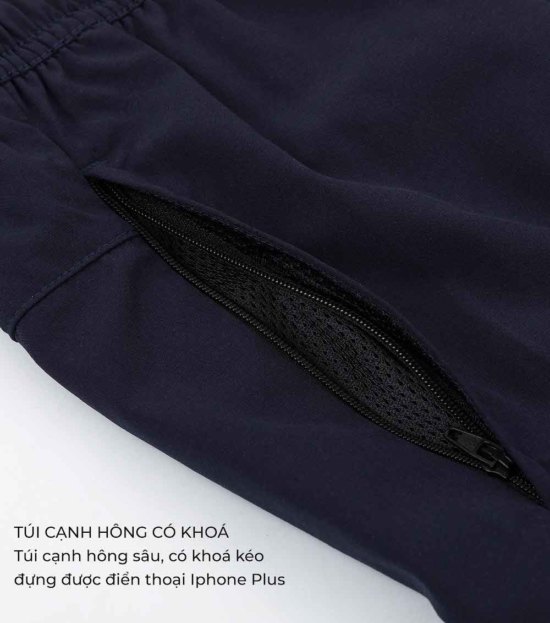 TÚI CẠNH HÔNG CÓ KHOÁ
Túi cạnh hông sâu, có khoá kéo
đựng được điển thoại Iphone Plus